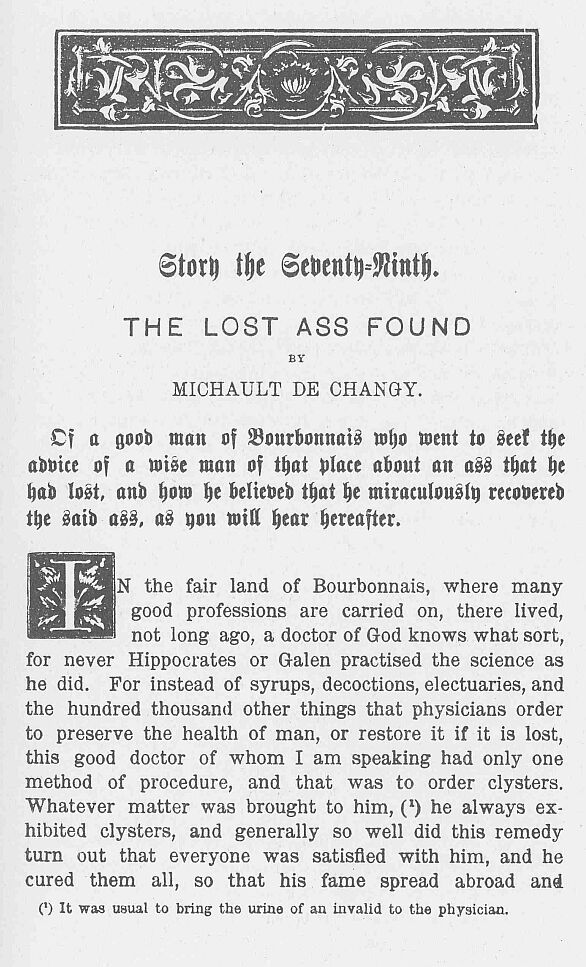 Story the Seventy-Ninth.
THE LOST ASS FOUND
BY
MICHAULT DE CHANGY.
Of a good man of Bourbonnais who went to seek the
advice of a wise man of that place about an ass that he
had lost, and how he believed that he miraculously recovered
the said ass, as you will hear hereafter.
IN the fair land of Bourbonnais, where many
good professions are carried on, there lived,
not long ago, a doctor of God knows what sort,
for never Hippocrates or Galen practised the science as
he did. For instead of syrups, decoctions, electuaries, and
the hundred thousand other things that physicians order
to preserve the health of man, or restore it if it is lost,
this good doctor of whom I am speaking had only one
method of procedure, and that was to order clysters.
Whatever matter was brought to him, (¹) he always ex-
hibited clysters, and generally so well did this remedy
turn out that everyone was satisfied with him, and he
cured them all, so that his fame spread abroad and
(¹) It was usual to bring the urine of an invalid to the physician.